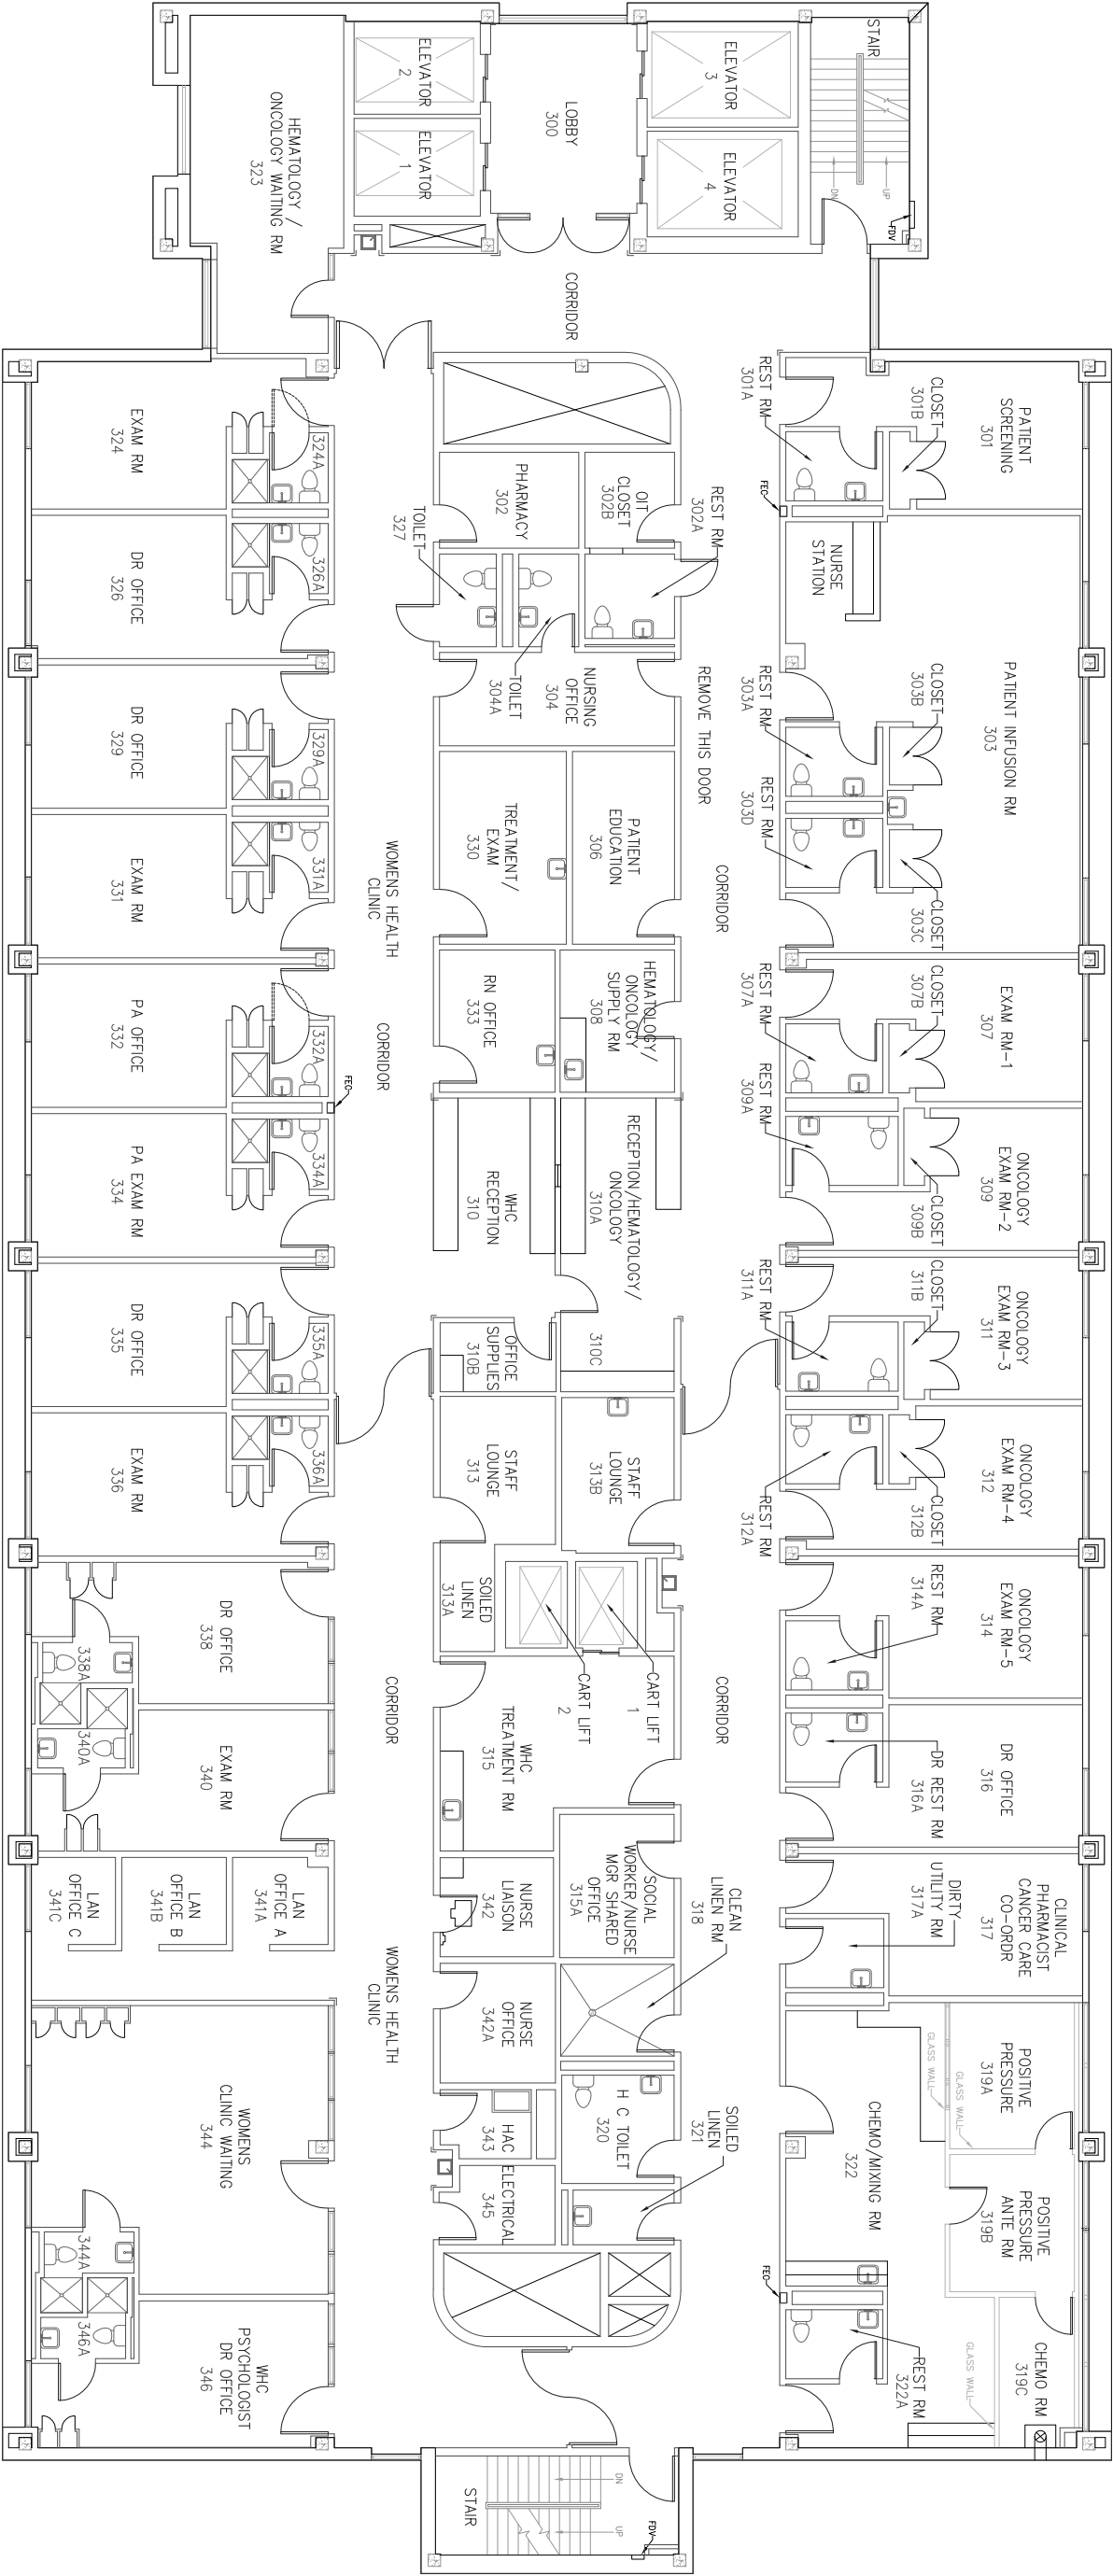 STAIR
UP
DN
FDV
ELEVATOR
3
ELEVATOR
4
LOBBY
300
ELEVATOR
2
ELEVATOR
1
HEMATOLOGY /
ONCOLOGY WAITING RM
323
CORRIDOR
PATIENT
SCREENING
301
CLOSET
301B
REST RM
301A
FEC
NURSE
STATION
PATIENT INFUSION RM
303
CLOSET
303B
REST RM
303A
REST RM
303D
CLOSET
303C
EXAM RM-1
307
CLOSET
307B
REST RM
307A
REST RM
309A
ONCOLOGY
EXAM RM-2
309
CLOSET
309B
ONCOLOGY
EXAM RM-3
311
CLOSET
311B
REST RM
311A
ONCOLOGY
EXAM RM-4
312
CLOSET
312B
REST RM
312A
ONCOLOGY
EXAM RM-5
314
REST RM
314A
DR OFFICE
316
DR REST RM
316A
CLINICAL
PHARMACIST
CANCER CARE
CO-ORDR
317
DIRTY
UTILITY RM
317A
POSITIVE
PRESSURE
319A
GLASS WALL
GLASS WALL
POSITIVE
PRESSURE
ANTE RM
319B
CHEMO/MIXING RM
322
FEC
CHEMO RM
319C
GLASS WALL
REST RM
322A
REST RM
302A
OIT
CLOSET
302B
PHARMACY
302
TOILET
327
TOILET
304A
NURSING
OFFICE
304
REMOVE THIS DOOR
CORRIDOR
PATIENT
EDUCATION
306
TREATMENT/
EXAM
330
HEMATOLOGY/
ONCOLOGY
SUPPLY RM
308
RN OFFICE
333
RECEPTION/HEMATOLOGY/
ONCOLOGY
310A
WHC
RECEPTION
310
310C
OFFICE
SUPPLIES
310B
STAFF
LOUNGE
313B
STAFF
LOUNGE
313
SOILED
LINEN
313A
CART LIFT
1
CART LIFT
2
CORRIDOR
WHC
TREATMENT RM
315
SOCIAL
WORKER/NURSE
MGR SHARED
OFFICE
315A
NURSE
LIAISON
342
CLEAN
LINEN RM
318
NURSE
OFFICE
342A
H C TOILET
320
HAC
343
SOILED
LINEN
321
ELECTRICAL
345
WOMENS HEALTH
CLINIC
CORRIDOR
FEC
CORRIDOR
WOMENS HEALTH
CLINIC
EXAM RM
324
324A
DR OFFICE
326
326A
DR OFFICE
329
329A
EXAM RM
331
331A
PA OFFICE
332
332A
PA EXAM RM
334
334A
DR OFFICE
335
335A
EXAM RM
336
336A
DR OFFICE
338
338A
EXAM RM
340
340A
LAN
OFFICE A
341A
LAN
OFFICE B
341B
LAN
OFFICE C
341C
WOMENS
CLINIC WAITING
344
344A
WHC
PSYCHOLOGIST
DR OFFICE
346
346A
STAIR
DN
UP
FDV